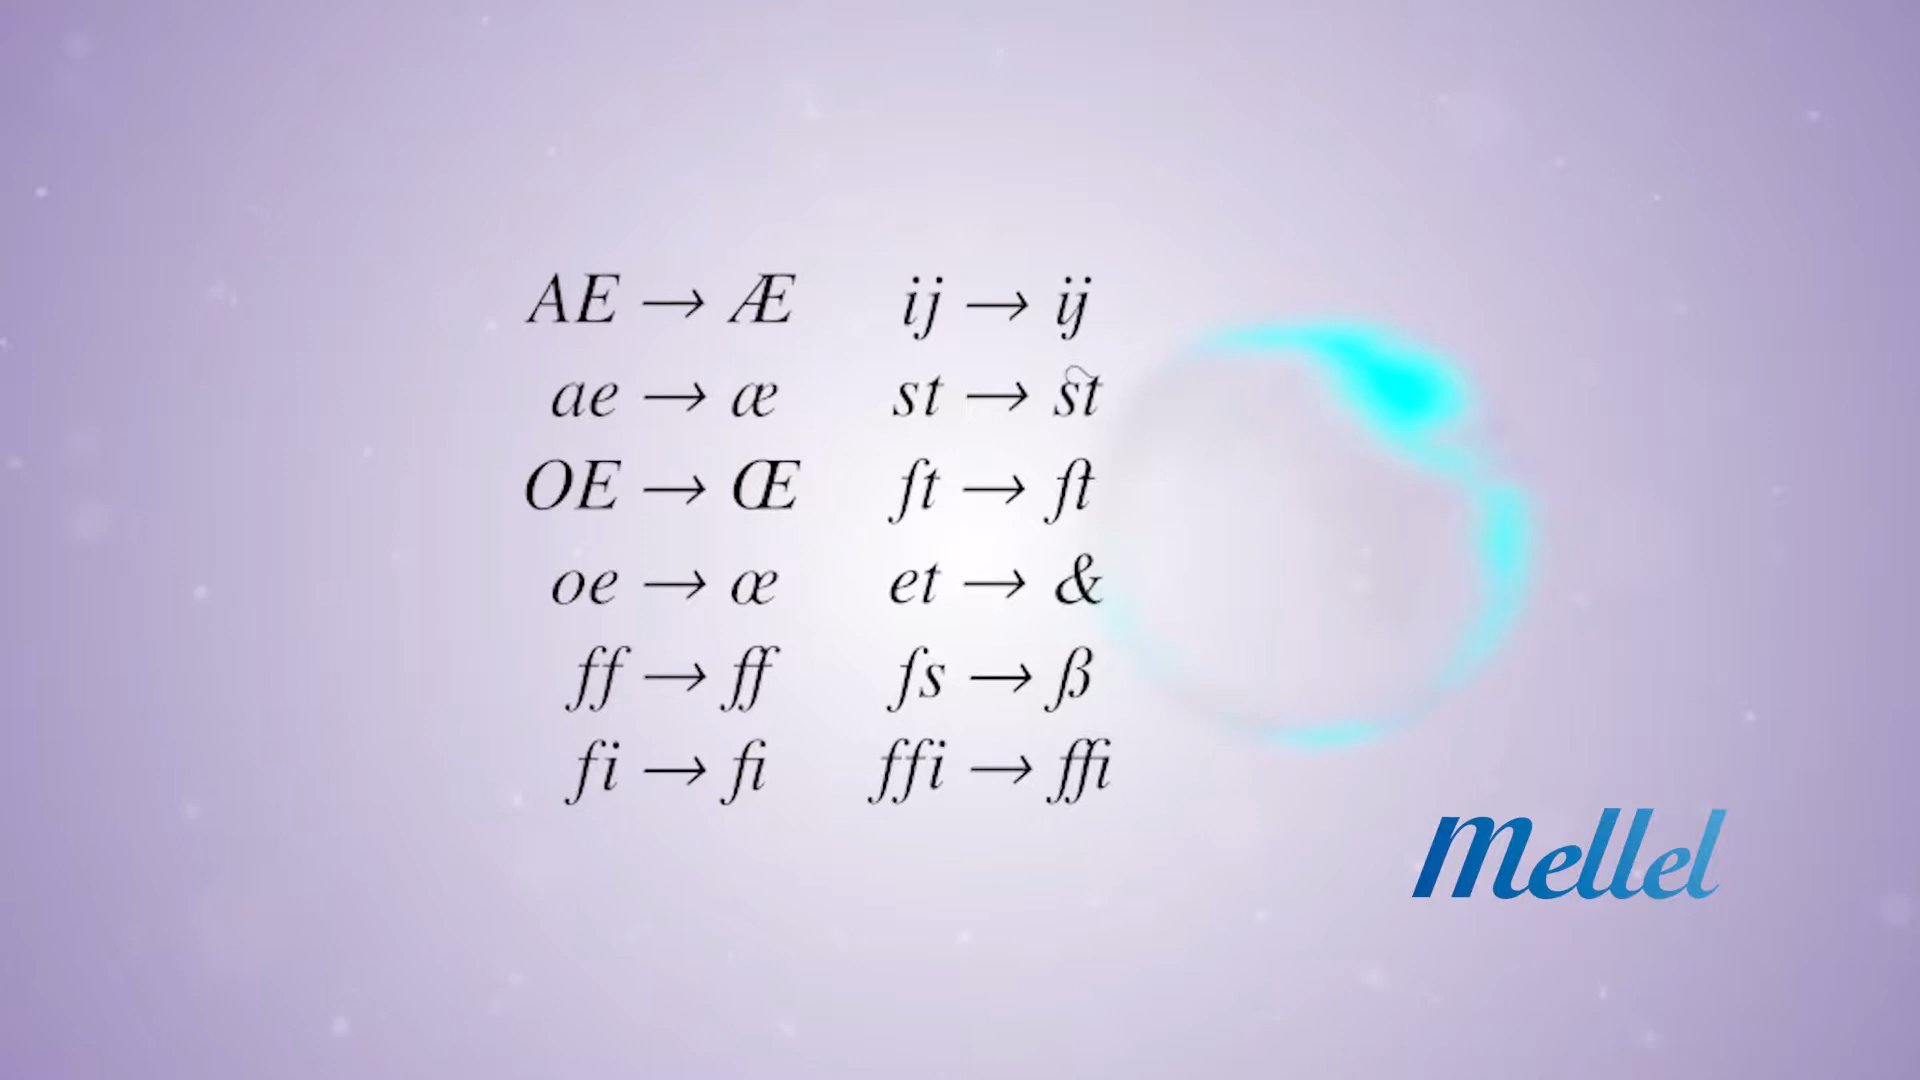 AE → Æ ij → ĳ
ae → æ st → st
OE → Œ ſt → ſt
oe → œ et → &
ff → ff ſs → ß
fi → fi ffi → ffi
Mellel